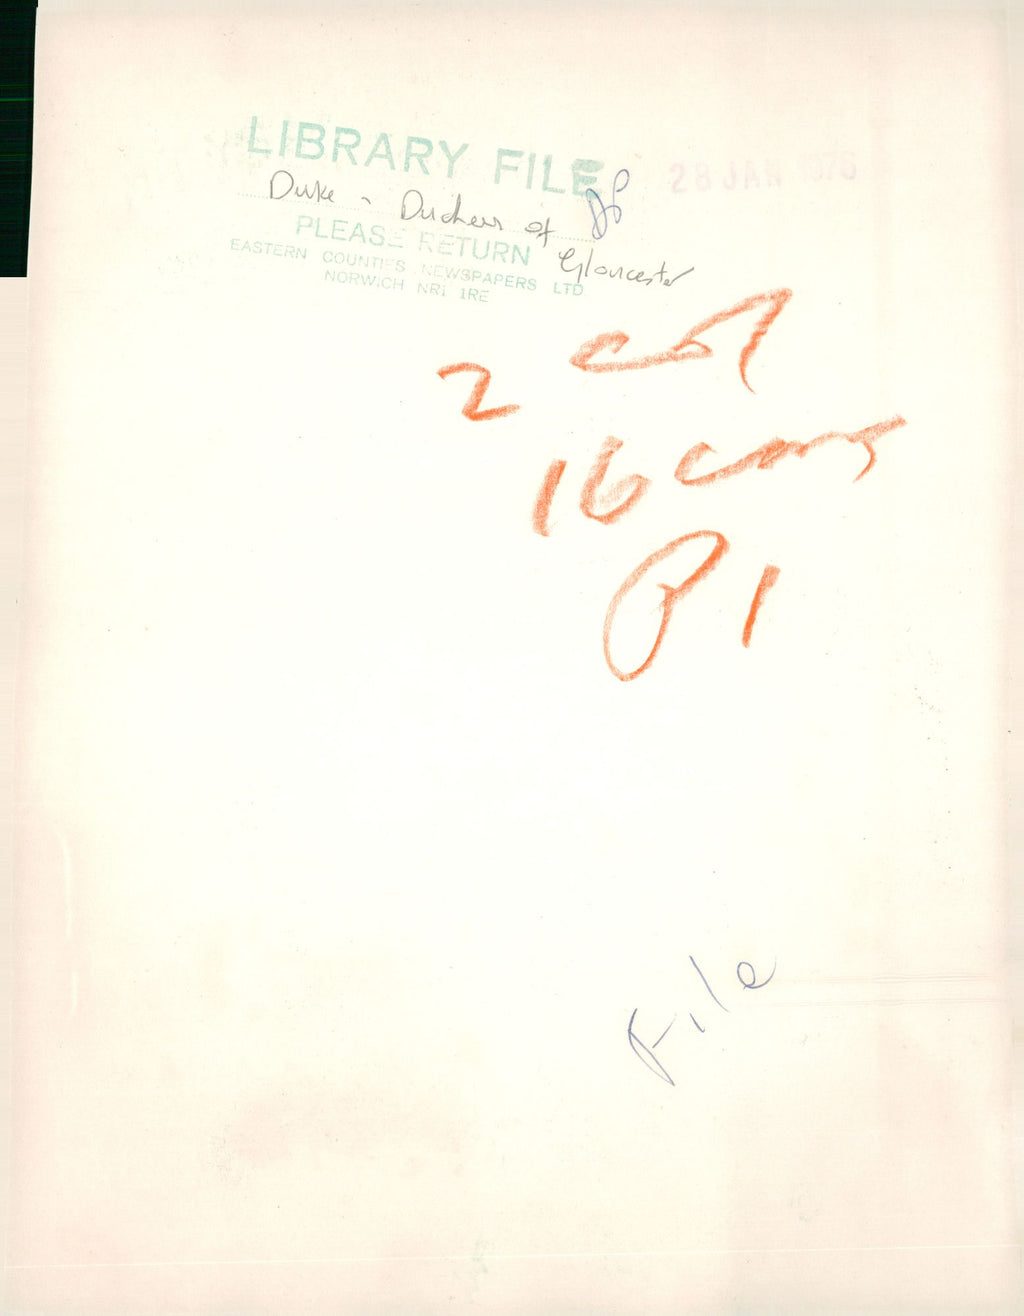 LIBRARY FILE
28 JAN 1976
Duke & Duchess of
Gloucester
PLEASE RETURN
EASTERN COUNTIES NEWSPAPERS LTD
NORWICH NR1 1RE
2 col
16 cms
P1
File